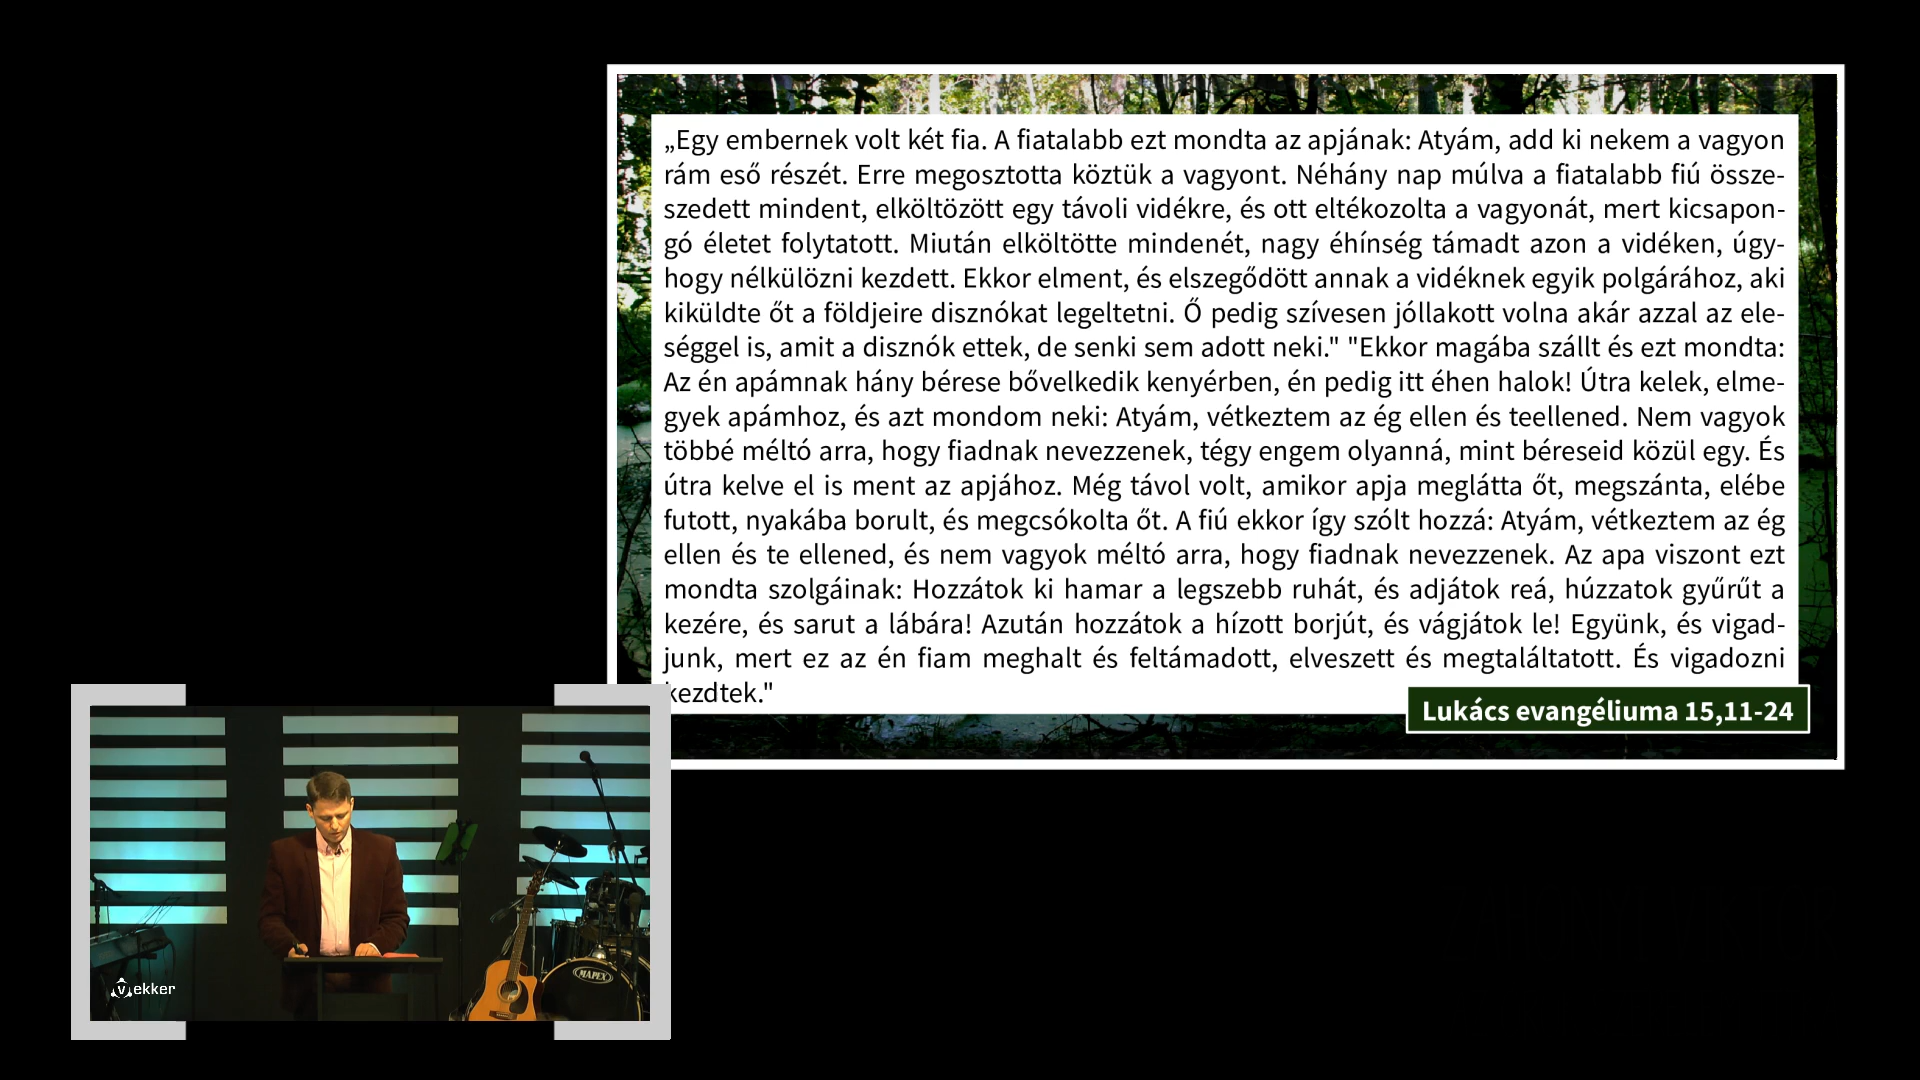 „Egy embernek volt két fia. A fiatalabb ezt mondta az apjának: Atyám, add ki nekem a vagyon
rám eső részét. Erre megosztotta köztük a vagyont. Néhány nap múlva a fiatalabb fiú össze-
szedett mindent, elköltözött egy távoli vidékre, és ott eltékozolta a vagyonát, mert kicsapon-
gó életet folytatott. Miután elköltötte mindenét, nagy éhínség támadt azon a vidéken, úgy-
hogy nélkülözni kezdett. Ekkor elment, és elszegődött annak a vidéknek egyik polgárához, aki
kiküldte őt a földjeire disznókat legeltetni. Ő pedig szívesen jóllakott volna akár azzal az ele-
séggel is, amit a disznók ettek, de senki sem adott neki." "Ekkor magába szállt és ezt mondta:
Az én apámnak hány bérese bővelkedik kenyérben, én pedig itt éhen halok! Útra kelek, elme-
gyek apámhoz, és azt mondom neki: Atyám, vétkeztem az ég ellen és teellened. Nem vagyok
többé méltó arra, hogy fiadnak nevezzenek, tégy engem olyanná, mint béreseid közül egy. És
útra kelve el is ment az apjához. Még távol volt, amikor apja meglátta őt, megszánta, elébe
futott, nyakába borult, és megcsókolta őt. A fiú ekkor így szólt hozzá: Atyám, vétkeztem az ég
ellen és te ellened, és nem vagyok méltó arra, hogy fiadnak nevezzenek. Az apa viszont ezt
mondta szolgáinak: Hozzátok ki hamar a legszebb ruhát, és adjátok reá, húzzatok gyűrűt a
kezére, és sarut a lábára! Azután hozzátok a hízott borjút, és vágjátok le! Együnk, és vigad-
junk, mert ez az én fiam meghalt és feltámadott, elveszett és megtaláltatott. És vigadozni
kezdtek."
Lukács evangéliuma 15,11-24
MAPEX
vekker